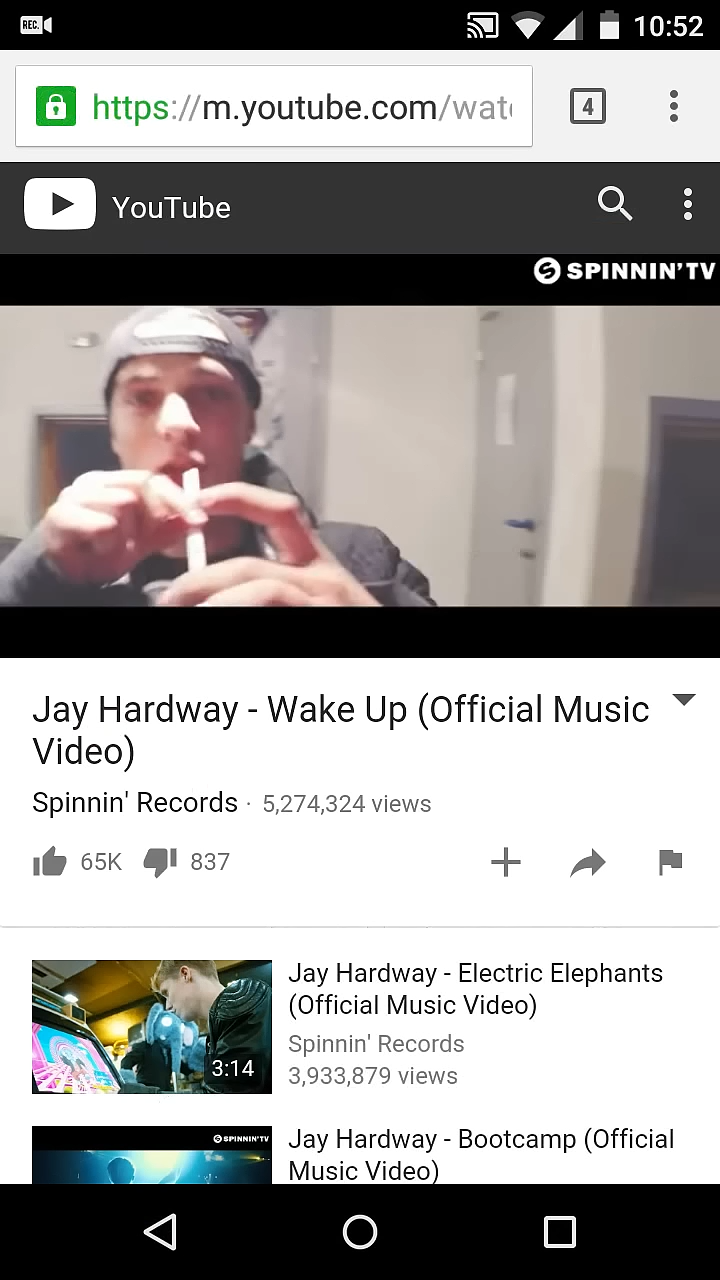 REC.
10:52
https://m.youtube.com/wat
4
YouTube
SPINNIN'TV
Jay Hardway - Wake Up (Official Music
Video)
Spinnin' Records · 5,274,324 views
65K 837
Jay Hardway - Electric Elephants
(Official Music Video)
Spinnin' Records
3,933,879 views
3:14
SPINNIN'TV
Jay Hardway - Bootcamp (Official
Music Video)